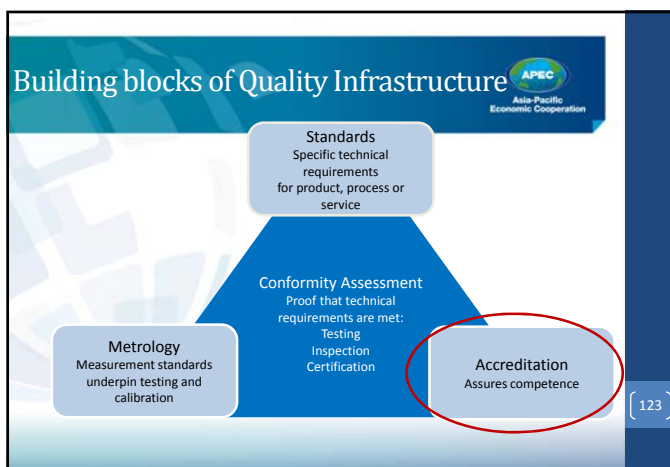 Building blocks of Quality Infrastructure
APEC
Asia-Pacific
Economic Cooperation
Standards
Specific technical
requirements
for product, process or
service
Conformity Assessment
Proof that technical
requirements are met:
Testing
Inspection
Certification
Metrology
Measurement standards
underpin testing and
calibration
Accreditation
Assures competence
123